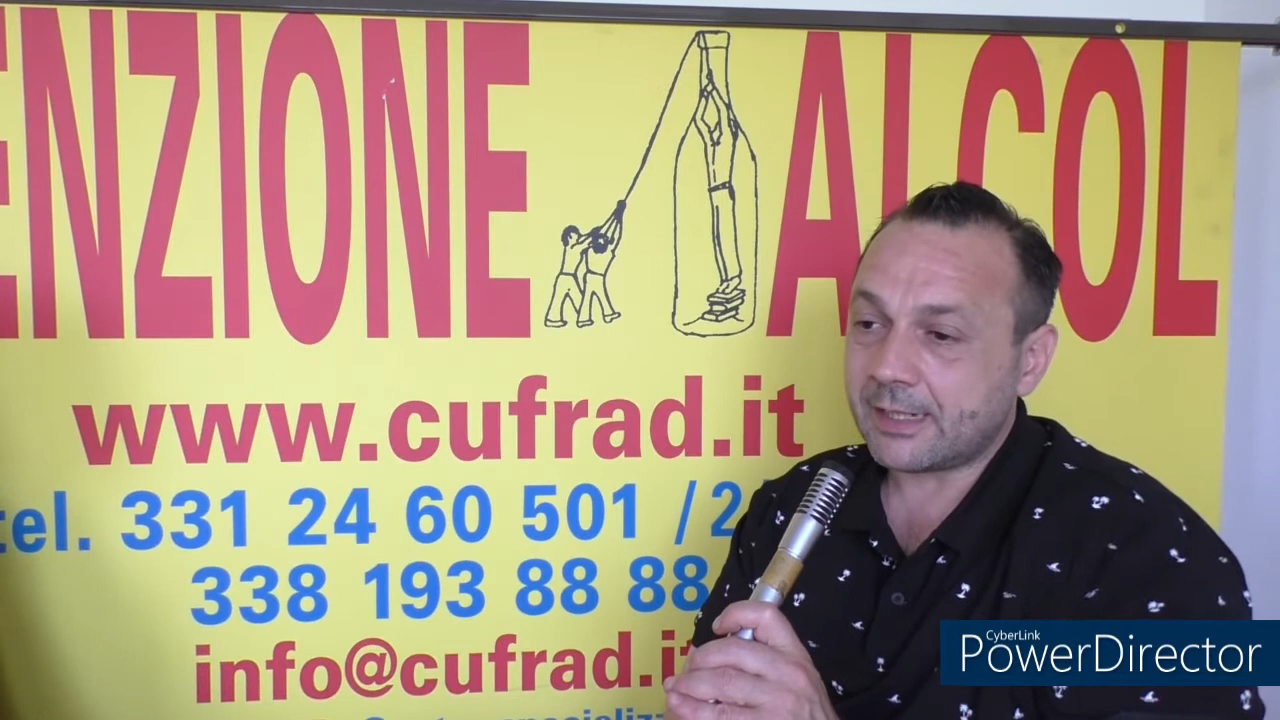 ENZIONE ALCOL
www.cufrad.it
tel. 331 24 60 501 /2
338 193 88 88
info@cufrad.it
CyberLink
PowerDirector